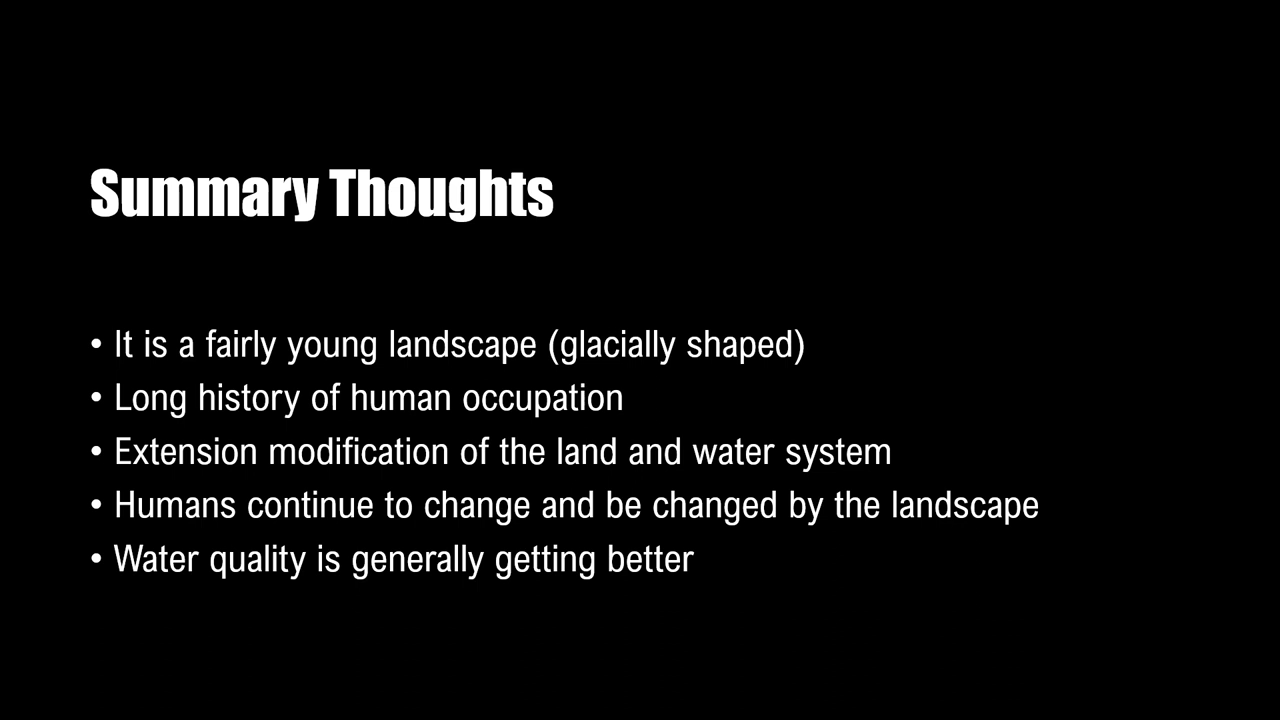 Summary Thoughts
• It is a fairly young landscape (glacially shaped)
• Long history of human occupation
• Extension modification of the land and water system
• Humans continue to change and be changed by the landscape
• Water quality is generally getting better